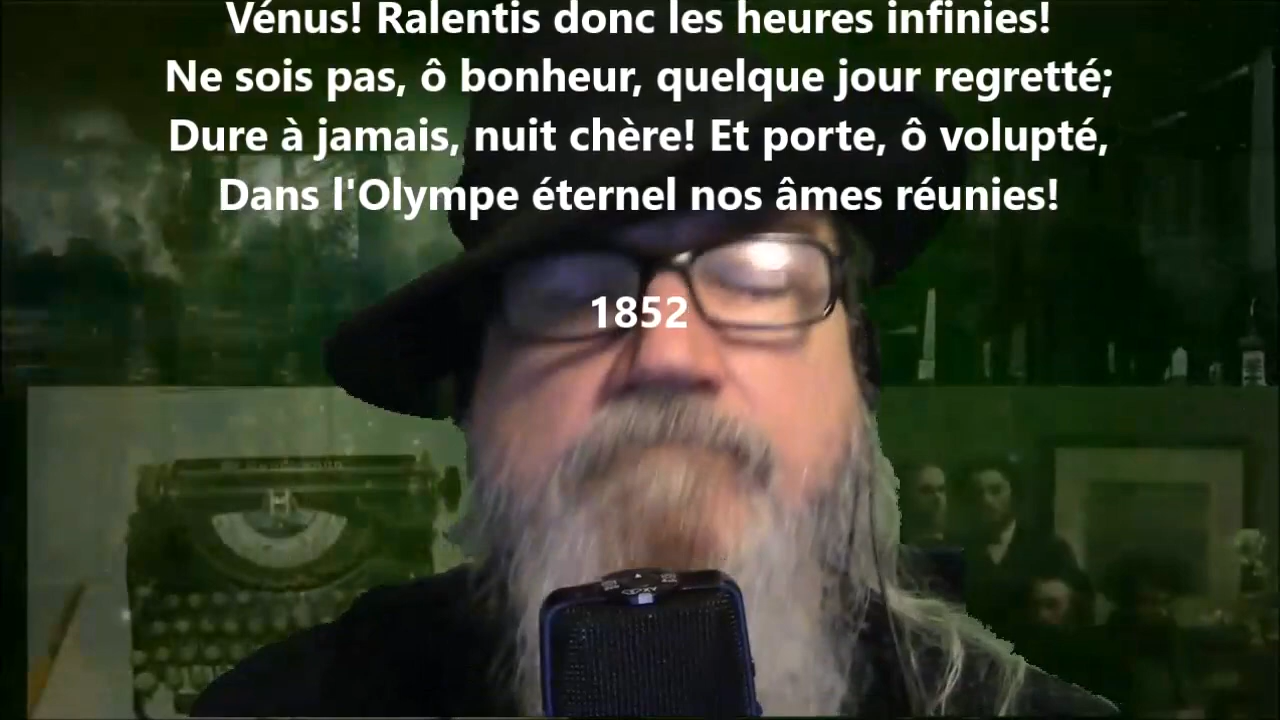 Vénus! Ralentis donc les heures infinies!
Ne sois pas, ô bonheur, quelque jour regretté;
Dure à jamais, nuit chère! Et porte, ô volupté,
Dans l'Olympe éternel nos âmes réunies!
1852